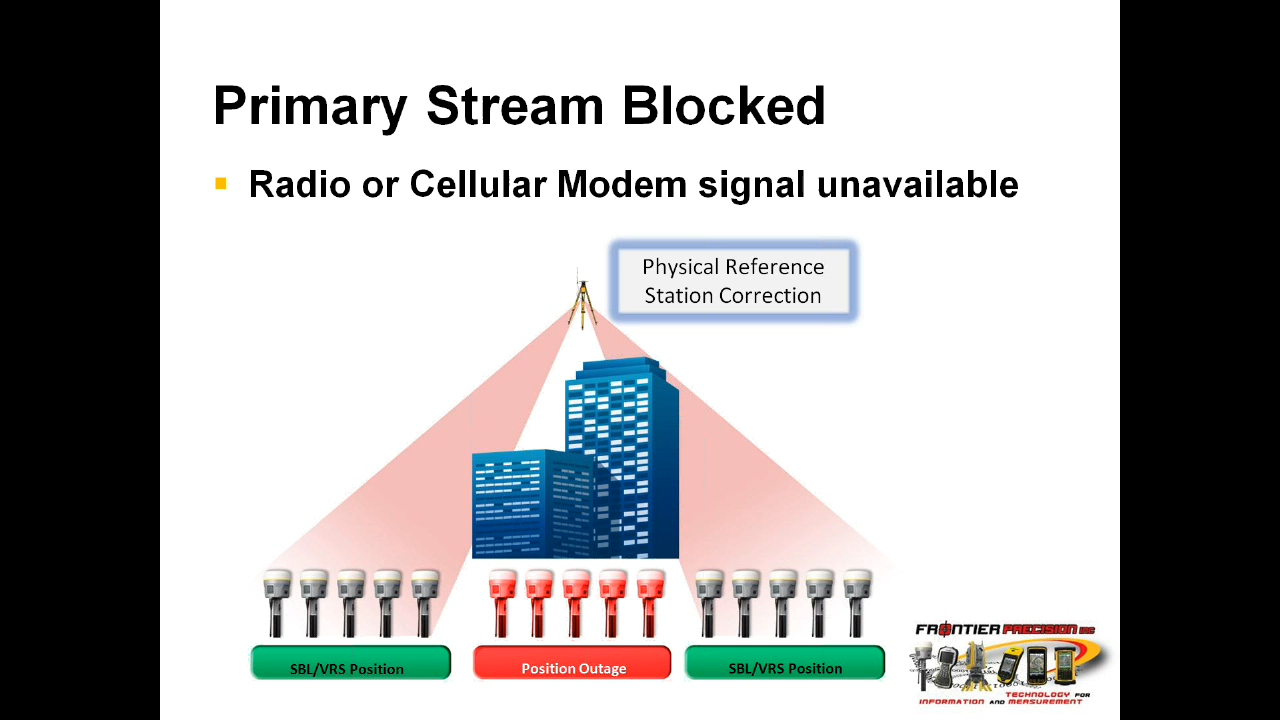 Primary Stream Blocked
Radio or Cellular Modem signal unavailable
Physical Reference
Station Correction
SBL/VRS Position
Position Outage
SBL/VRS Position
FRONTIER PRECISION INC
TECHNOLOGY FOR
INFORMATION AND MEASUREMENT